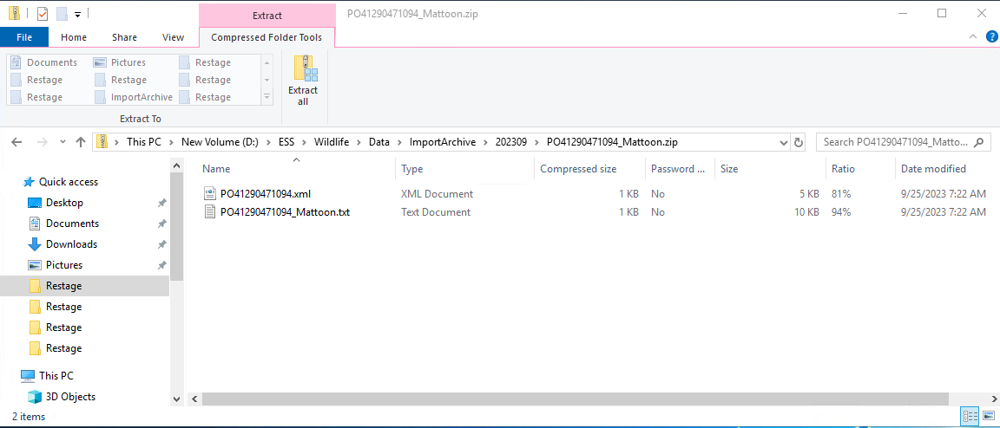 Extract
PO41290471094_Mattoon.zip
File Home Share View Compressed Folder Tools
Documents Pictures Restage
Restage Restage Restage
Restage ImportArchive Restage
Extract all
Extract To
This PC New Volume (D:) ESS Wildlife Data ImportArchive 202309 PO41290471094_Mattoon.zip
Search PO41290471094_Matto...
Name Type Compressed size Password ... Size Ratio Date modified
PO41290471094.xml XML Document 1 KB No 5 KB 81% 9/25/2023 7:22 AM
PO41290471094_Mattoon.txt Text Document 1 KB No 10 KB 94% 9/25/2023 7:22 AM
Quick access
Desktop
Documents
Downloads
Pictures
Restage
Restage
Restage
Restage
This PC
3D Objects
2 items